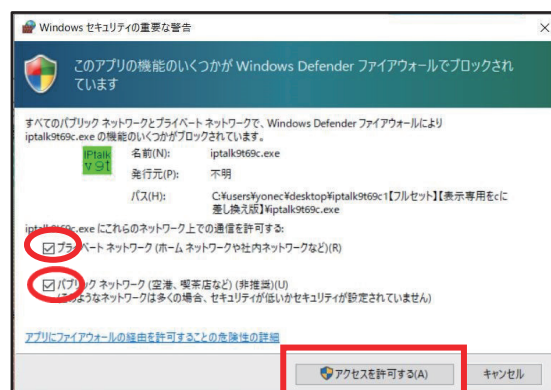 Windows セキュリティの重要な警告
このアプリの機能のいくつかが Windows Defender ファイアウォールでブロックされ
ています
すべてのパブリック ネットワークとプライベート ネットワークで、Windows Defender ファイアウォールにより
iptalk9t69c.exe の機能のいくつかがブロックされています。
IPtalk
v 9t
名前(N): iptalk9t69c.exe
発行元(P): 不明
パス(H): C:¥users¥yonec¥desktop¥iptalk9t69c1【フルセット】【表示専用をcに
差し換え版】¥iptalk9t69c.exe
iptalk9t69c.exe にこれらのネットワーク上での通信を許可する:
プライベート ネットワーク (ホーム ネットワークや社内ネットワークなど)(R)
パブリック ネットワーク (空港、喫茶店など) (非推奨)(U)
(このようなネットワークは多くの場合、セキュリティが低いかセキュリティが設定されていません)
アプリにファイアウォールの経由を許可することの危険性の詳細
アクセスを許可する(A) キャンセル